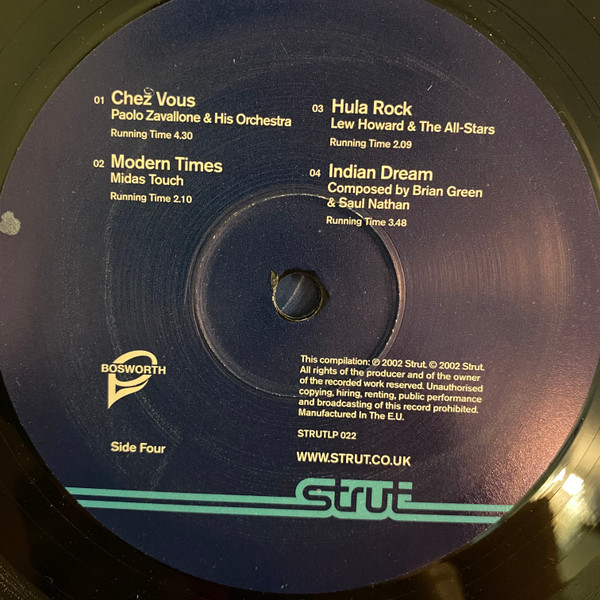 01 Chez Vous
Paolo Zavallone & His Orchestra
Running Time 4.30
02 Modern Times
Midas Touch
Running Time 2.10
03 Hula Rock
Lew Howard & The All-Stars
Running Time 2.09
04 Indian Dream
Composed by Brian Green
& Saul Nathan
Running Time 3.48
BOSWORTH
Side Four
This compilation: ℗ 2002 Strut. © 2002 Strut.
All rights of the producer and of the owner
of the recorded work reserved. Unauthorised
copying, hiring, renting, public performance
and broadcasting of this record prohibited.
Manufactured In The E.U.
STRUTLP 022
WWW.STRUT.CO.UK
strut